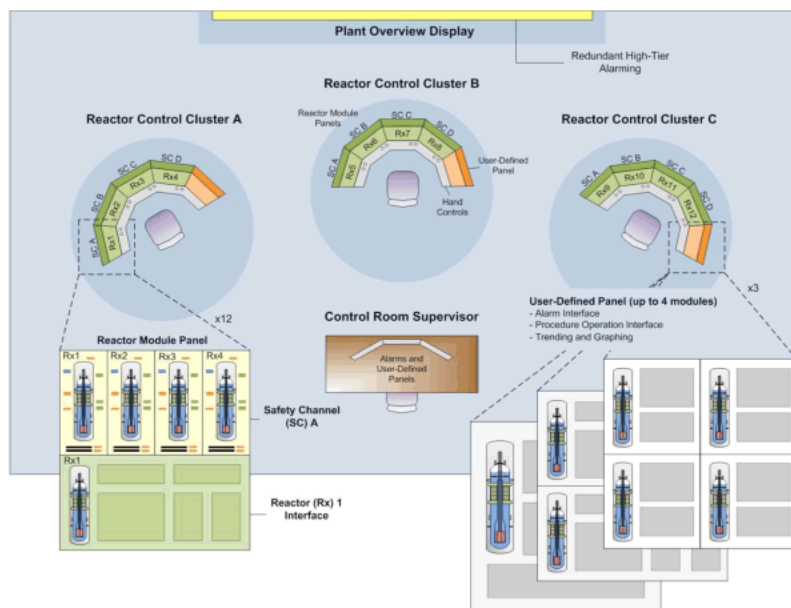 Plant Overview Display
Redundant High-Tier
Alarming
Reactor Control Cluster B
Reactor Control Cluster A
Reactor Control Cluster C
Reactor Module
Panels
SC A
SC B
SC C
SC D
Rx5
Rx6
Rx7
Rx8
User-Defined
Panel
Hand
Controls
SC A
SC B
SC C
SC D
Rx1
Rx2
Rx3
Rx4
SC A
SC B
SC C
SC D
Rx9
Rx10
Rx11
Rx12
x12
x3
User-Defined Panel (up to 4 modules)
- Alarm Interface
- Procedure Operation Interface
- Trending and Graphing
Control Room Supervisor
Alarms and
User-Defined
Panels
Reactor Module Panel
Rx1
Rx2
Rx3
Rx4
Safety Channel
(SC) A
Rx1
Reactor (Rx) 1
Interface